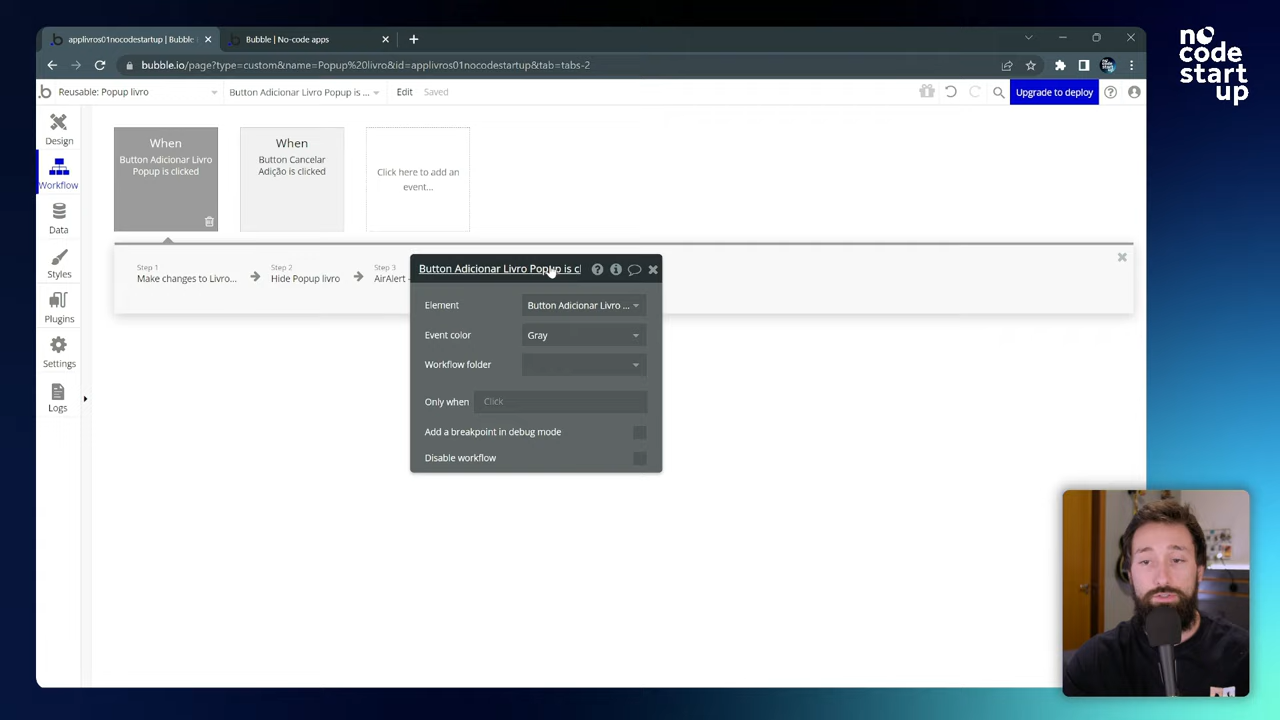 no
code
start
up
applivros01nocodestartup | Bubble
Bubble | No-code apps
bubble.io/page?type=custom&name=Popup%20livro&id=applivros01nocodestartup&tab=tabs-2
Reusable: Popup livro
Button Adicionar Livro Popup is ...
Edit
Saved
Upgrade to deploy
Design
Workflow
Data
Styles
Plugins
Settings
Logs
When
Button Adicionar Livro
Popup is clicked
When
Button Cancelar
Adição is clicked
Click here to add an
event...
Step 1
Make changes to Livro...
Step 2
Hide Popup livro
Step 3
AirAlert -
Button Adicionar Livro Popup is cl
Element
Button Adicionar Livro ...
Event color
Gray
Workflow folder
Only when
Click
Add a breakpoint in debug mode
Disable workflow